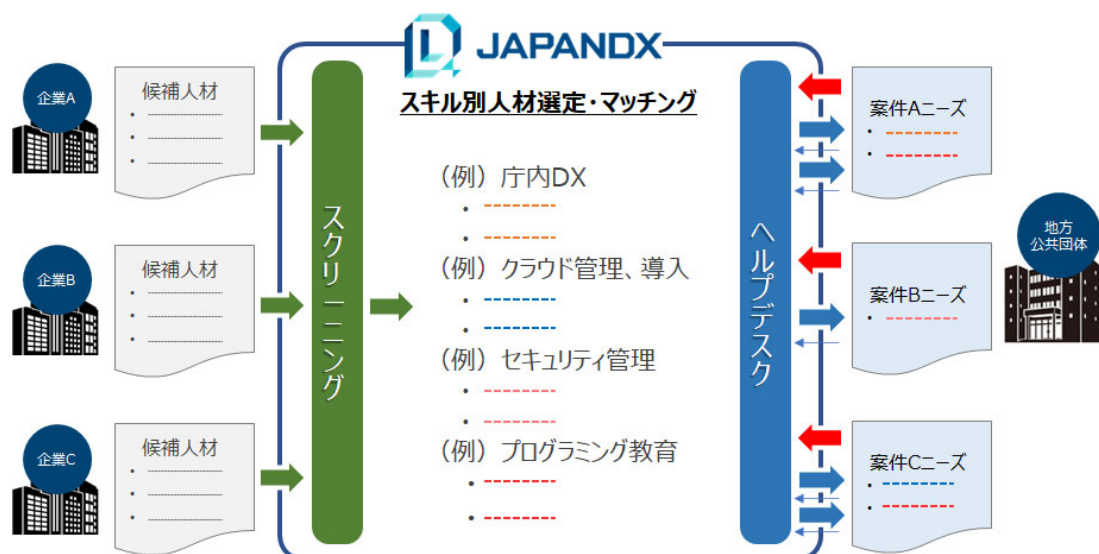 JAPANDX
スキル別人材選定・マッチング
企業A
候補人材
企業B
候補人材
企業C
候補人材
スクリーニング
(例) 庁内DX
(例) クラウド管理、導入
(例) セキュリティ管理
(例) プログラミング教育
ヘルプデスク
案件Aニーズ
案件Bニーズ
案件Cニーズ
地方
公共団体